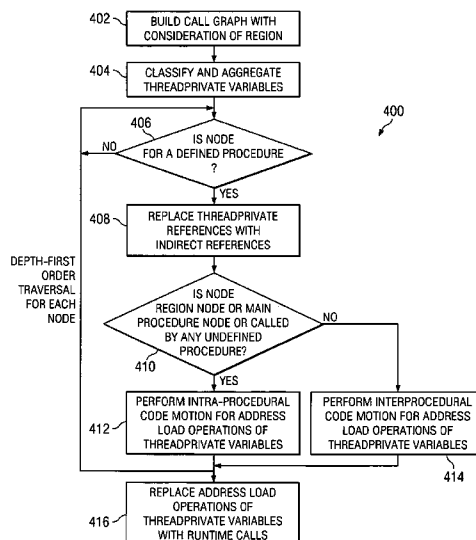 402
BUILD CALL GRAPH WITH
CONSIDERATION OF REGION
404
CLASSIFY AND AGGREGATE
THREADPRIVATE VARIABLES
400
406
NO
IS NODE
FOR A DEFINED PROCEDURE
?
YES
408
REPLACE THREADPRIVATE
REFERENCES WITH
INDIRECT REFERENCES
DEPTH-FIRST
ORDER
TRAVERSAL
FOR EACH
NODE
IS NODE
REGION NODE OR MAIN
PROCEDURE NODE OR CALLED
BY ANY UNDEFINED
PROCEDURE?
NO
410
YES
412
PERFORM INTRA-PROCEDURAL
CODE MOTION FOR ADDRESS
LOAD OPERATIONS OF
THREADPRIVATE VARIABLES
PERFORM INTERPROCEDURAL
CODE MOTION FOR ADDRESS
LOAD OPERATIONS OF
THREADPRIVATE VARIABLES
414
416
REPLACE ADDRESS LOAD
OPERATIONS OF
THREADPRIVATE VARIABLES
WITH RUNTIME CALLS